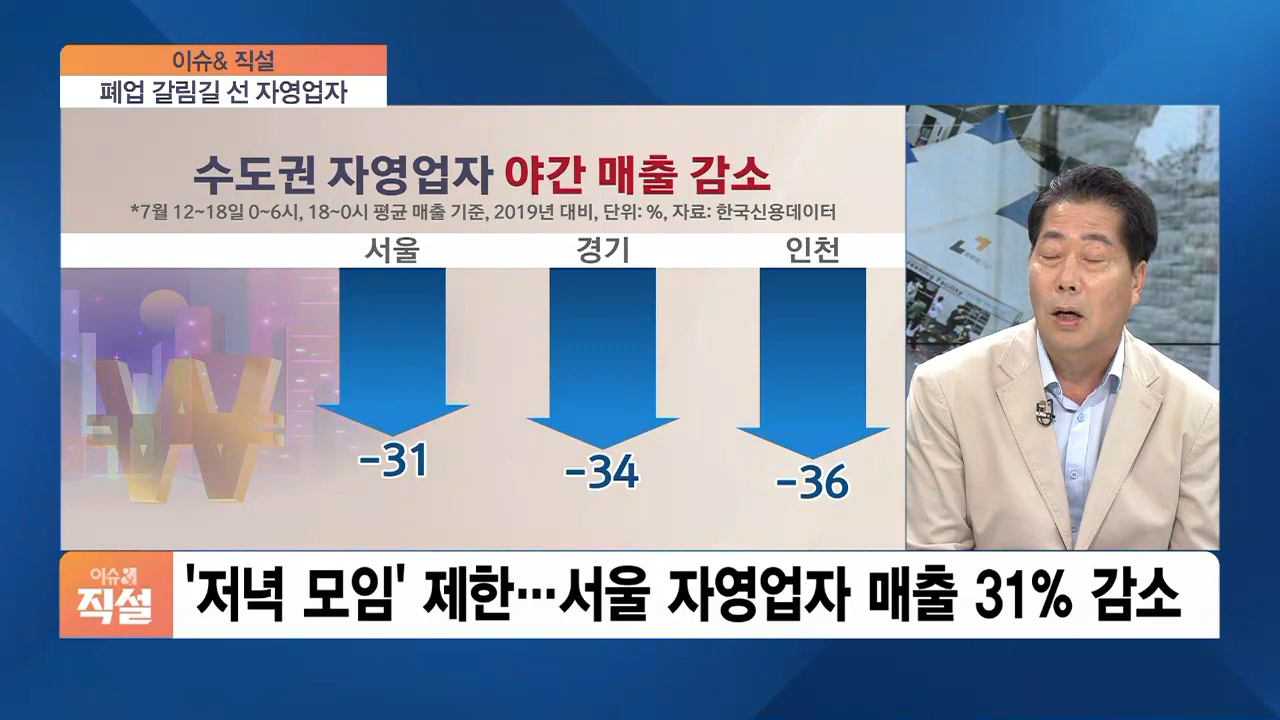 이슈& 직설
폐업 갈림길 선 자영업자
수도권 자영업자 야간 매출 감소
*7월 12~18일 0~6시, 18~0시 평균 매출 기준, 2019년 대비, 단위: %, 자료: 한국신용데이터
서울 경기 인천
-31
-34
-36
이슈&
직설
'저녁 모임' 제한…서울 자영업자 매출 31% 감소